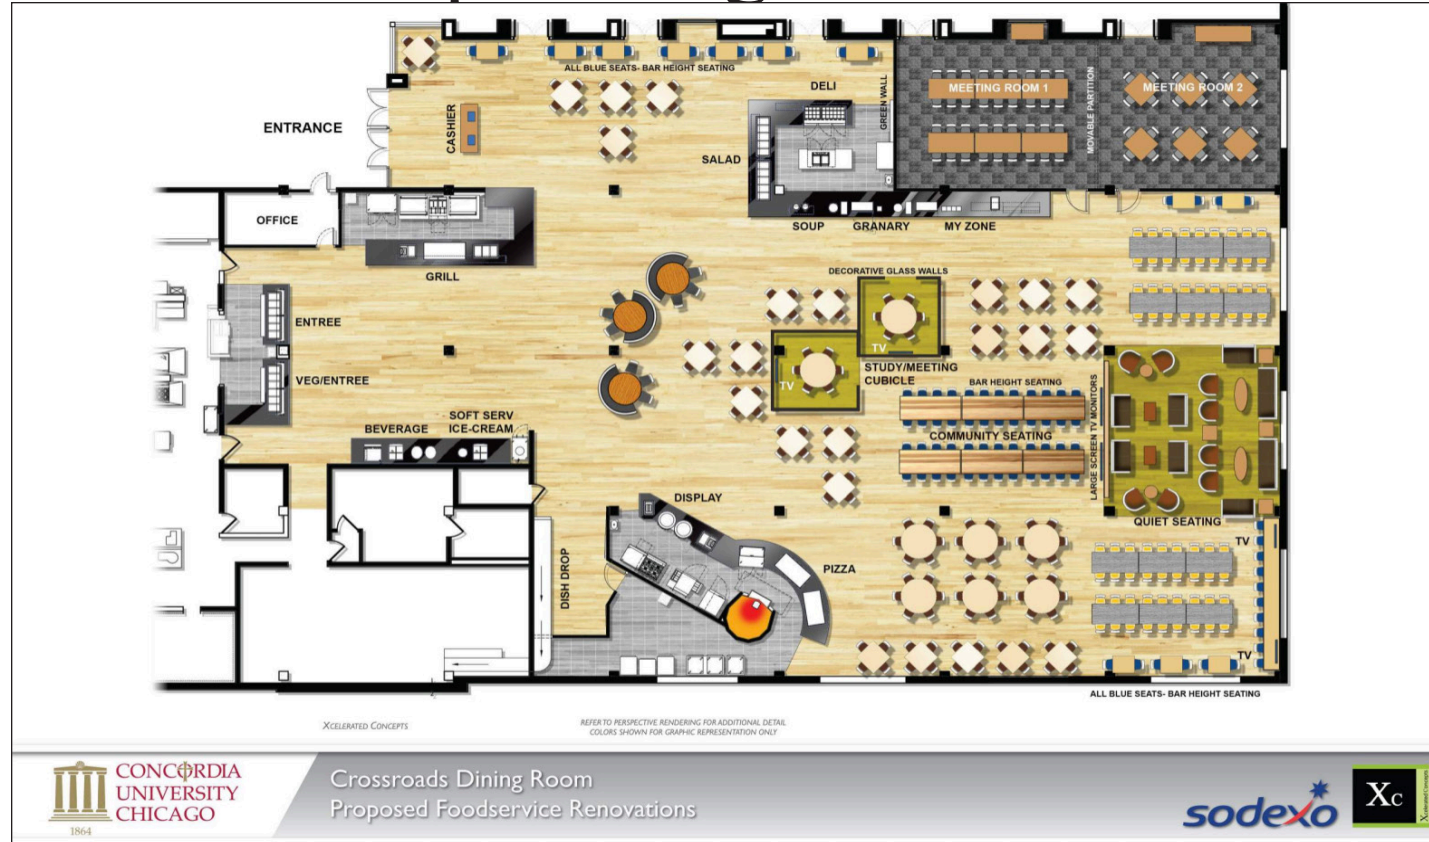 ALL BLUE SEATS- BAR HEIGHT SEATING
ENTRANCE
CASHIER
DELI
GREEN WALL
SALAD
MEETING ROOM 1
MOVABLE PARTITION
MEETING ROOM 2
OFFICE
GRILL
SOUP
GRANARY
MY ZONE
ENTREE
VEG/ENTREE
DECORATIVE GLASS WALLS
TV
STUDY/MEETING
CUBICLE
TV
BAR HEIGHT SEATING
COMMUNITY SEATING
LARGE SCREEN TV MONITORS
QUIET SEATING
BEVERAGE
SOFT SERV
ICE-CREAM
DISPLAY
PIZZA
DISH DROP
TV
TV
ALL BLUE SEATS- BAR HEIGHT SEATING
XCELERATED CONCEPTS
REFER TO PERSPECTIVE RENDERING FOR ADDITIONAL DETAIL
COLORS SHOWN FOR GRAPHIC REPRESENTATION ONLY
CONCORDIA
UNIVERSITY
CHICAGO
1864
Crossroads Dining Room
Proposed Foodservice Renovations
sodexo
Xc
Xcelerated Concepts